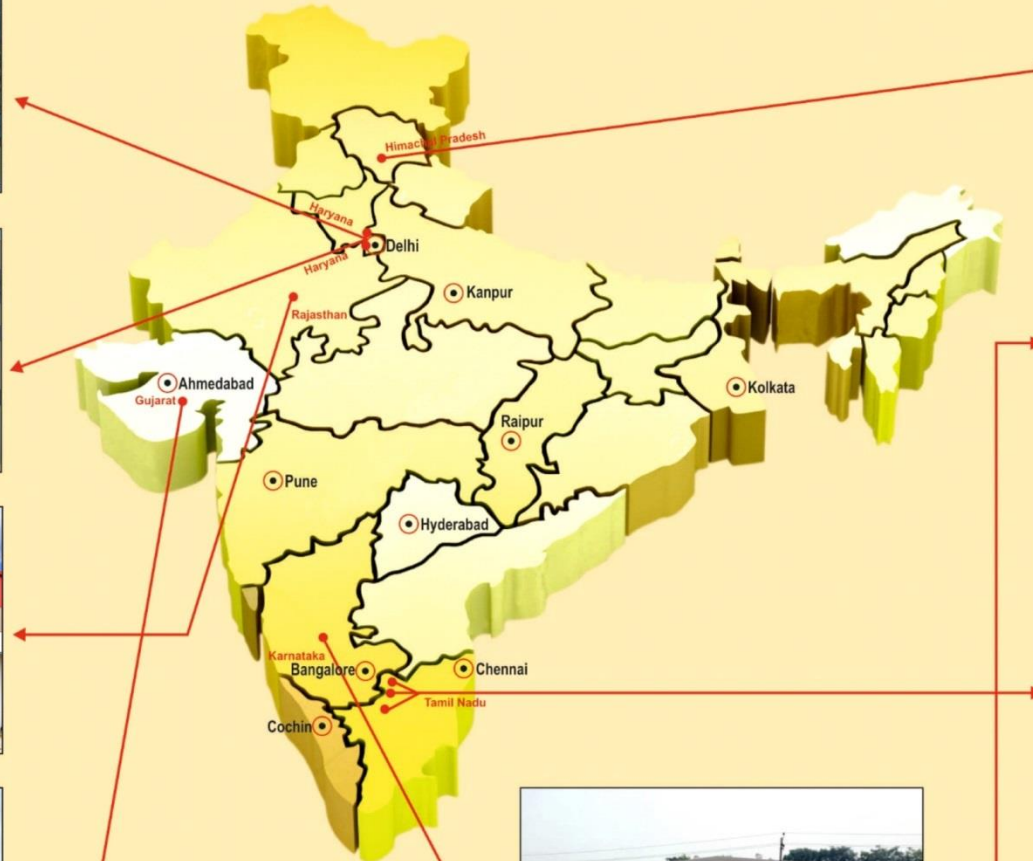 Himachal Pradesh
Haryana
Delhi
Haryana
Kanpur
Rajasthan
Ahmedabad
Gujarat
Kolkata
Raipur
Pune
Hyderabad
Karnataka
Bangalore
Chennai
Tamil Nadu
Cochin